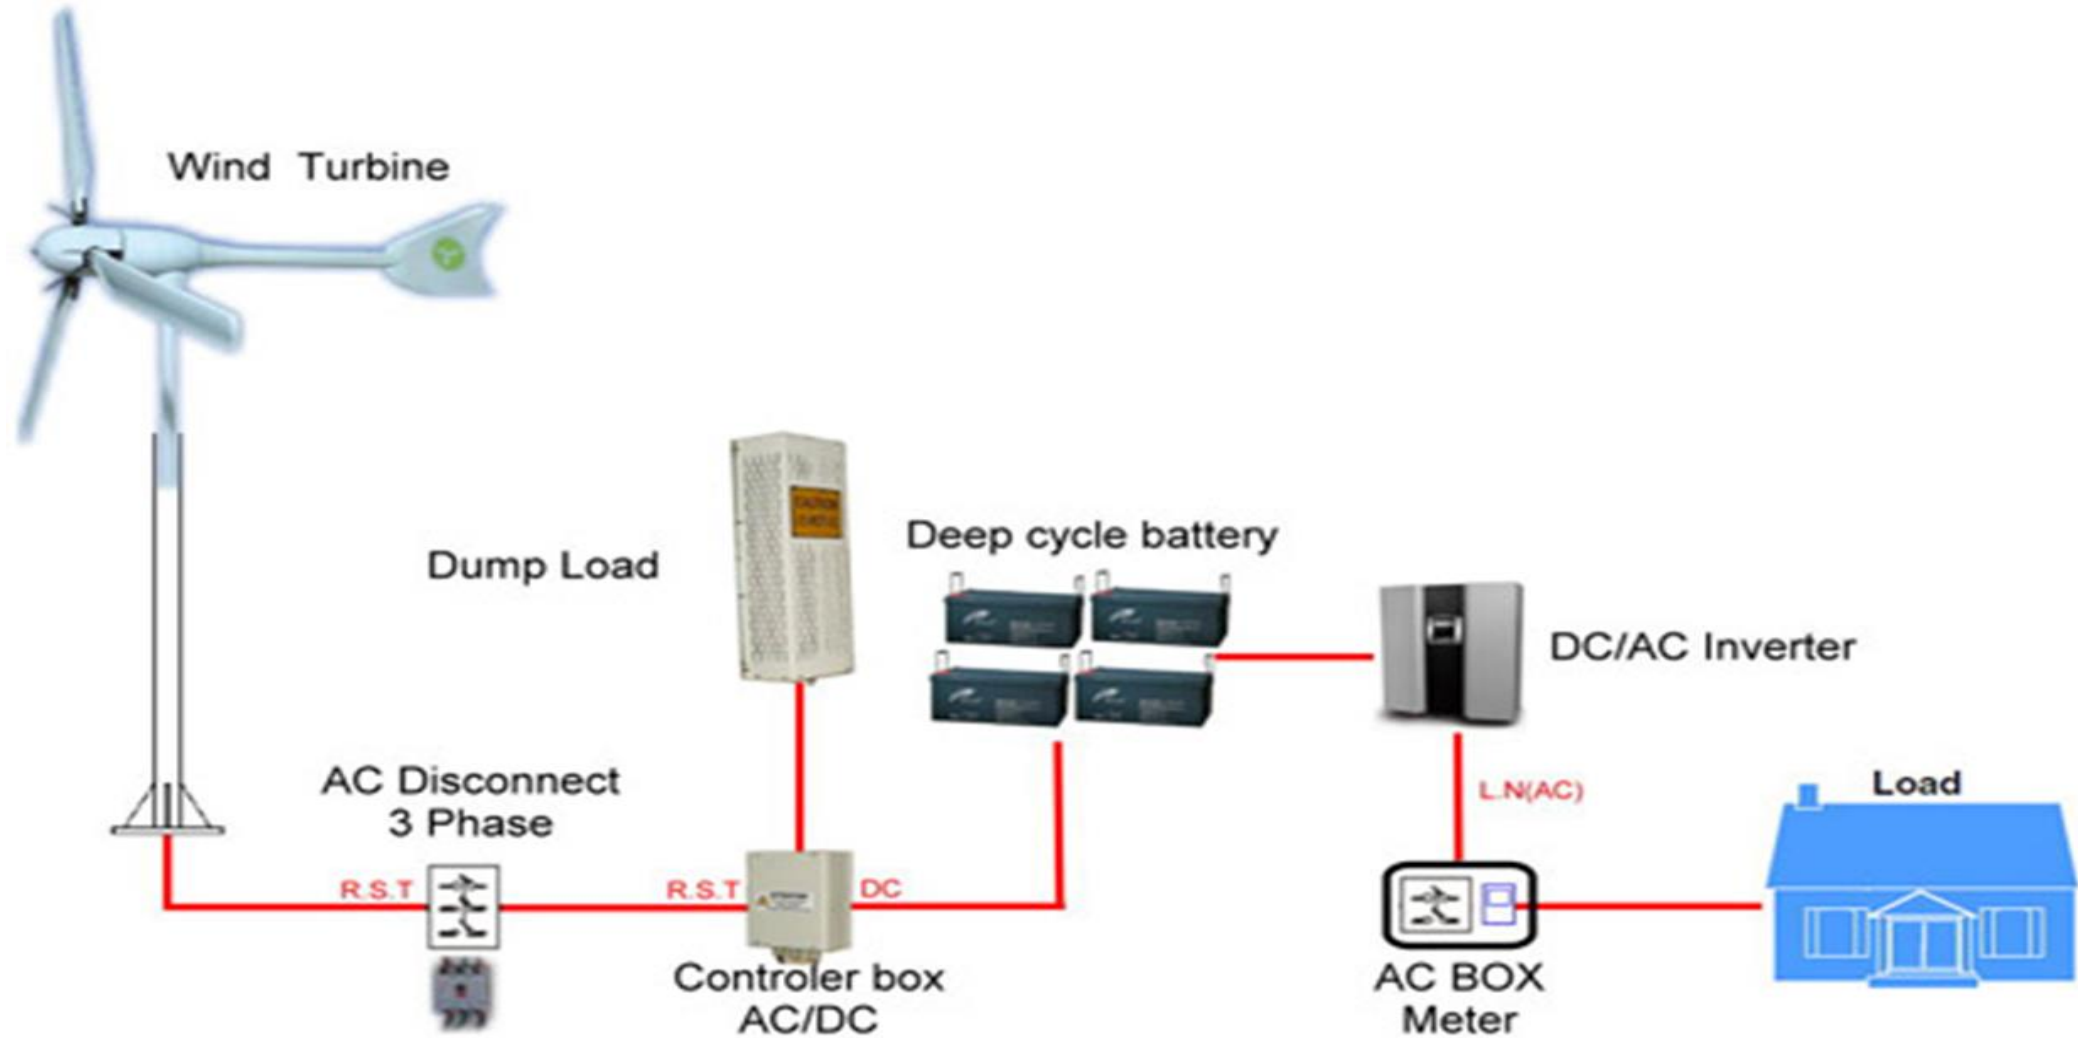 Wind Turbine
Dump Load
Deep cycle battery
DC/AC Inverter
AC Disconnect
3 Phase
L.N(AC)
Load
R.S.T
R.S.T
DC
Controler box
AC/DC
AC BOX
Meter
CAUTION